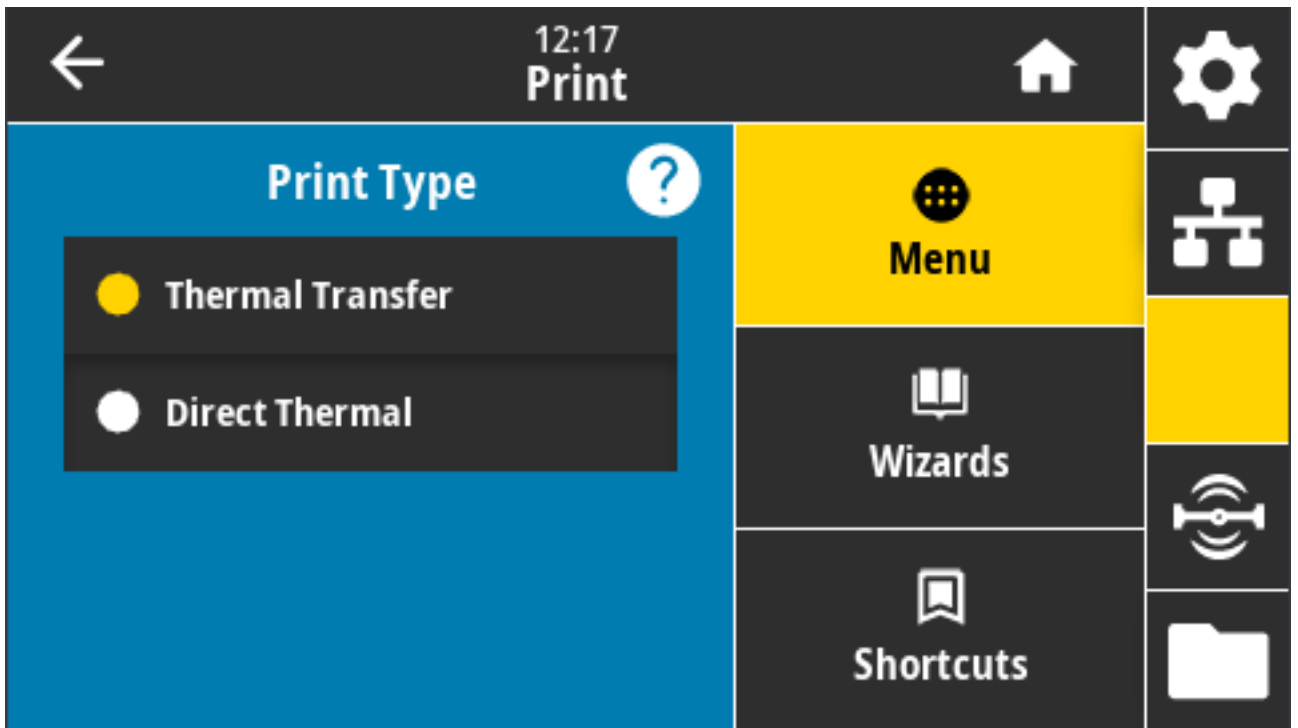 12:17
Print
Print Type
?
Thermal Transfer
Direct Thermal
Menu
Wizards
Shortcuts